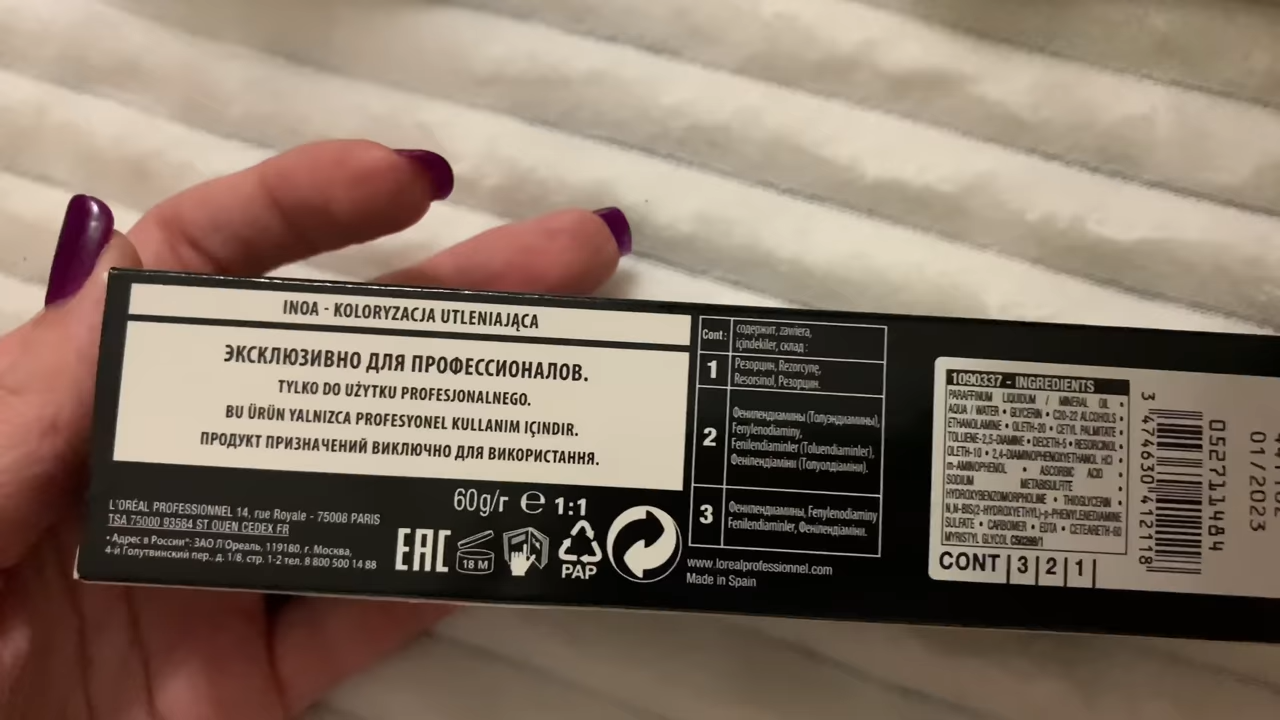 INOA - KOLORYZACJA UTLENIAJĄCA
ЭКСКЛЮЗИВНО ДЛЯ ПРОФЕССИОНАЛОВ.
TYLKO DO UŻYTKU PROFESJONALNEGO.
BU ÜRÜN YALNIZCA PROFESYONEL KULLANIM IÇINDIR.
ПРОДУКТ ПРИЗНАЧЕНИЙ ВИКЛЮЧНО ДЛЯ ВИКОРИСТАННЯ.
60g/г ℮ 1:1
L'ORÉAL PROFESSIONNEL 14, rue Royale - 75008 PARIS
TSA 75000 93584 ST OUEN CEDEX FR
• Адрес в России*: ЗАО Л'Ореаль, 119180, г. Москва,
4-й Голутвинский пер., д. 1/8, стр. 1-2 тел. 8 800 500 14 88
EAC
18 M
PAP
Cont:
содержит, zawiera,
içindekiler, склад :
1
Резорцин, Rezorcynę,
Resorsinol, Резорцин.
2
Фенилендиамины (Толуэндиамины),
Fenylenodiaminy,
Fenilendiaminler (Toluendiaminler),
Феніленділаміни (Толуолдіаміни).
3
Фенилендиамины, Fenylenodiaminy
Fenilendiaminler, Фенілендіаміни.
www.lorealprofessionnel.com
Made in Spain
1090337 - INGREDIENTS
PARAFFINUM LIQUIDUM / MINERAL OIL •
AQUA / WATER • GLYCERIN • C20-22 ALCOHOLS •
ETHANOLAMINE • OLETH-20 • CETYL PALMITATE •
TOLUENE-2,5-DIAMINE • DECETH-5 • RESORCINOL •
OLETH-10 • 2,4-DIAMINOPHENOXYETHANOL HCl •
m-AMINOPHENOL • ASCORBIC ACID •
SODIUM METABISULFITE •
HYDROXYBENZOMORPHOLINE • THIOGLYCERIN •
N,N-BIS(2-HYDROXYETHYL)-p-PHENYLENEDIAMINE
SULFATE • CARBOMER • EDTA • CETEARETH-60
MYRISTYL GLYCOL
CONT 3 2 1
3 474630 412118
052711484
01/2023